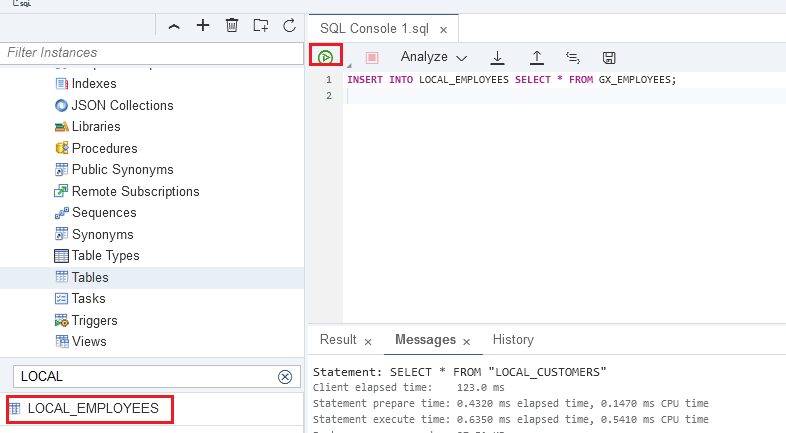 SQL Console 1.sql ×
Filter Instances
Analyze
Indexes
JSON Collections
Libraries
Procedures
Public Synonyms
Remote Subscriptions
Sequences
Synonyms
Table Types
Tables
Tasks
Triggers
Views
LOCAL
LOCAL_EMPLOYEES
1 INSERT INTO LOCAL_EMPLOYEES SELECT * FROM GX_EMPLOYEES;
2
Result × Messages × History
Statement: SELECT * FROM "LOCAL_CUSTOMERS"
Client elapsed time: 123.0 ms
Statement prepare time: 0.4320 ms elapsed time, 0.1470 ms CPU time
Statement execute time: 0.6350 ms elapsed time, 0.5410 ms CPU time